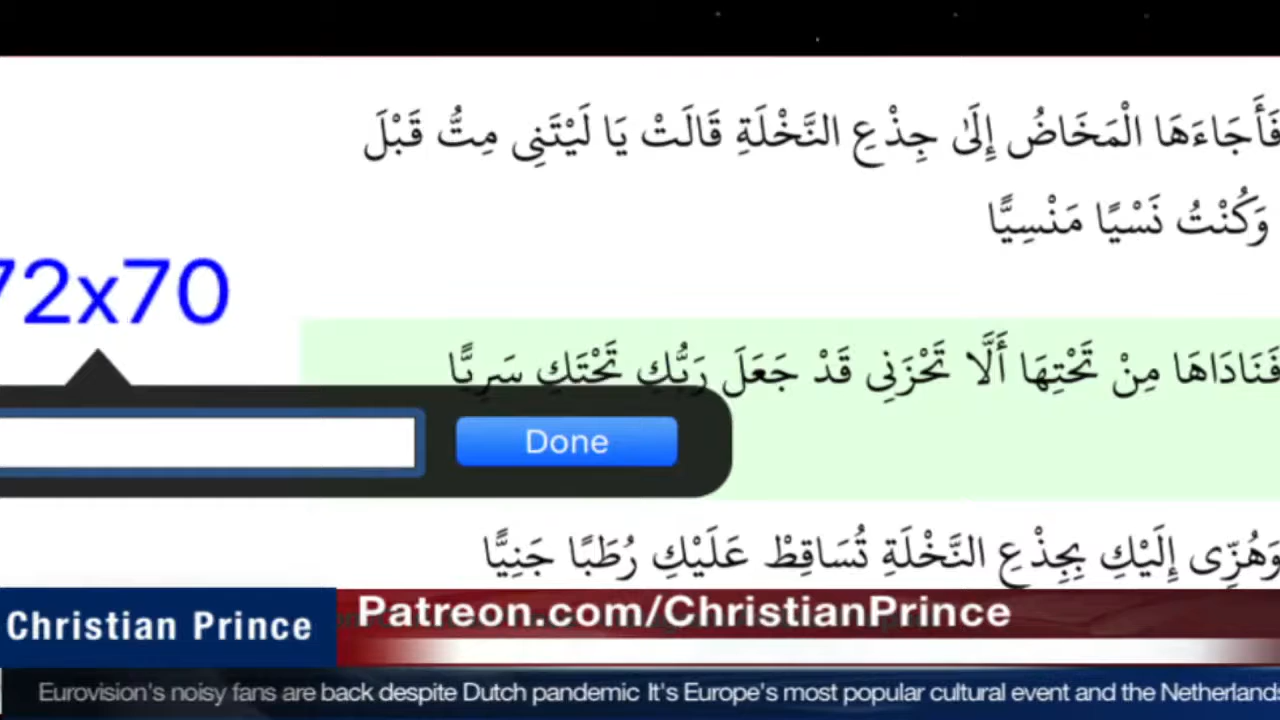 فَأَجَاءَهَا الْمَخَاضُ إِلَىٰ جِذْعِ النَّخْلَةِ قَالَتْ يَا لَيْتَنِى مِتُّ قَبْلَ
وَكُنْتُ نَسْيًا مَنْسِيًّا
72x70
فَنَادَاهَا مِنْ تَحْتِهَا أَلَّا تَحْزَنِى قَدْ جَعَلَ رَبُّكِ تَحْتَكِ سَرِيًّا
Done
وَهُزِّى إِلَيْكِ بِجِذْعِ النَّخْلَةِ تُسَاقِطْ عَلَيْكِ رُطَبًا جَنِيًّا
Patreon.com/ChristianPrince
Christian Prince
Eurovision's noisy fans are back despite Dutch pandemic It's Europe's most popular cultural event and the Netherlands